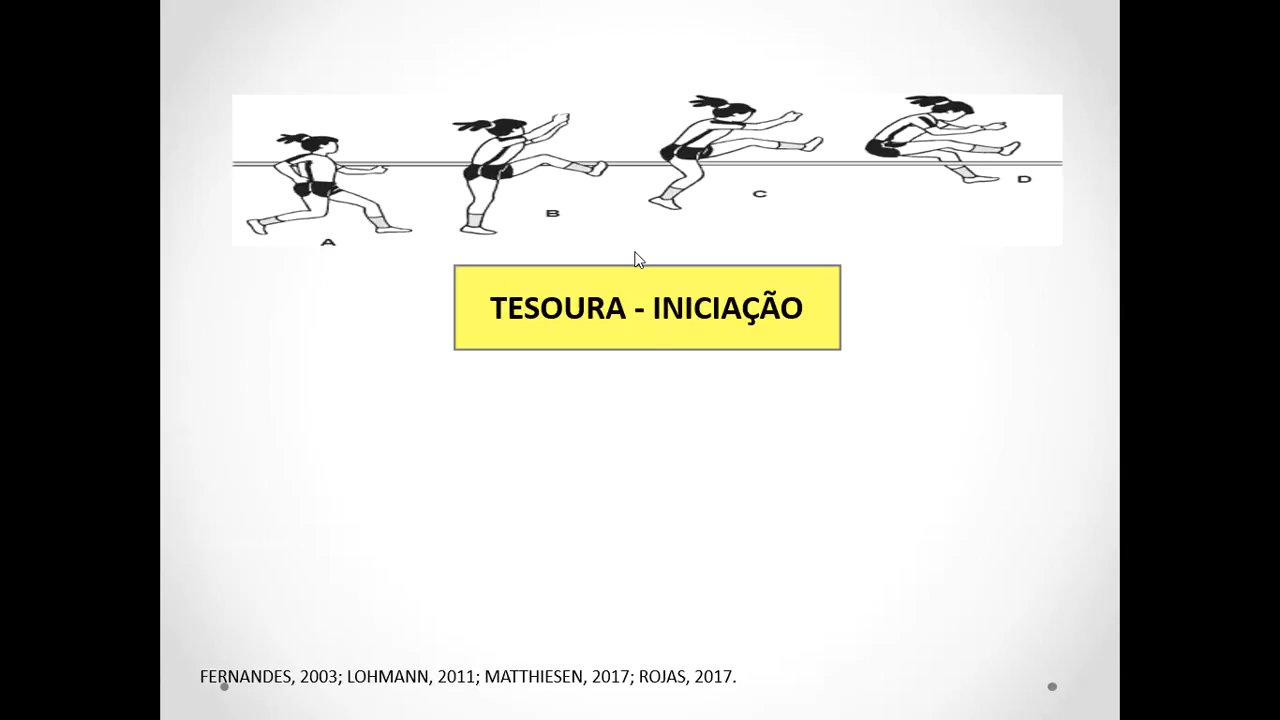 A
B
C
D
TESOURA - INICIAÇÃO
FERNANDES, 2003; LOHMANN, 2011; MATTHIESEN, 2017; ROJAS, 2017.